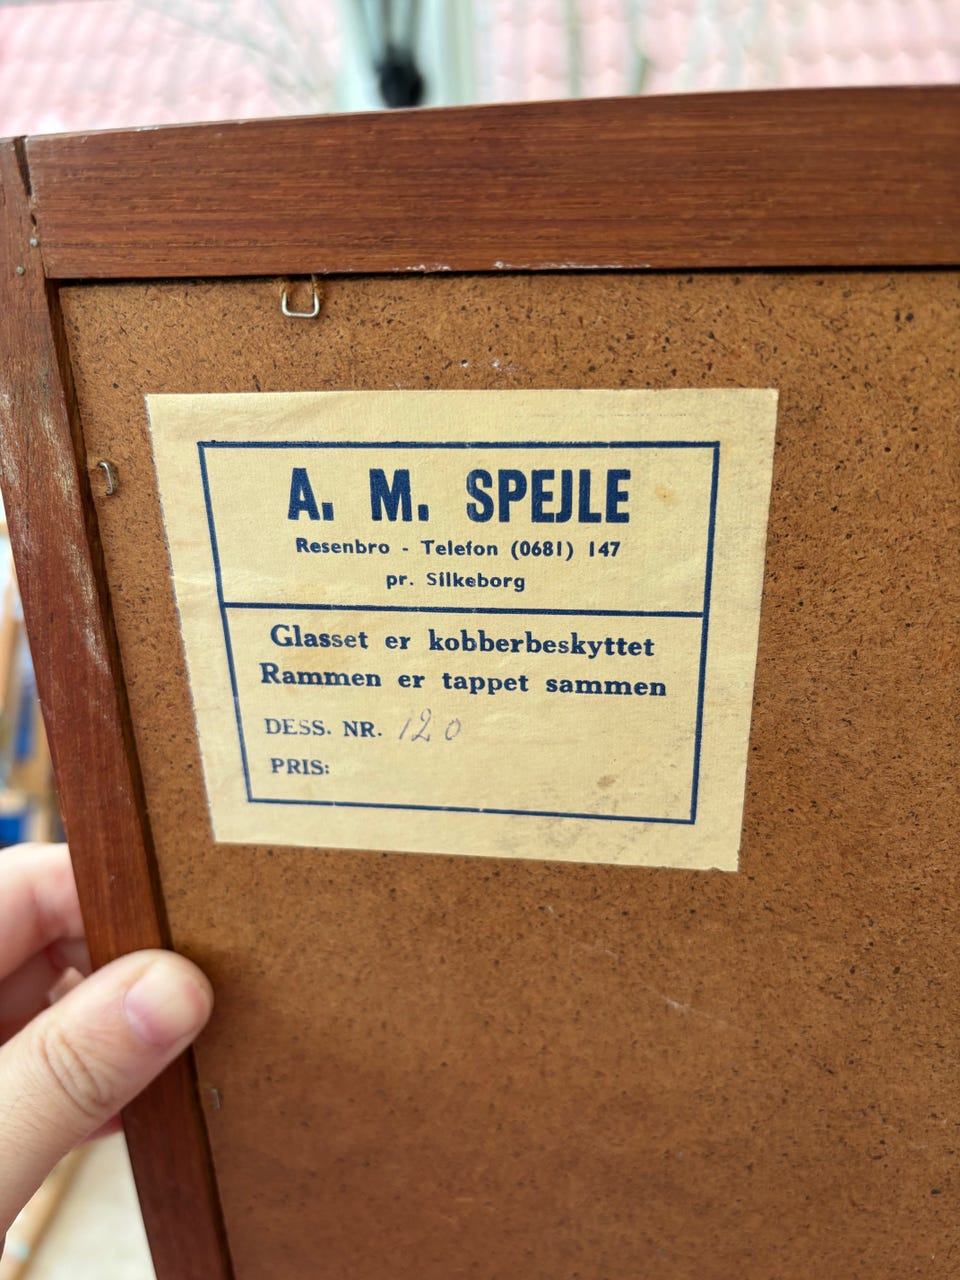 A. M. SPEJLE
Resenbro - Telefon (0681) 147
pr. Silkeborg
Glasset er kobberbeskyttet
Rammen er tappet sammen
DESS. NR. 120
PRIS: